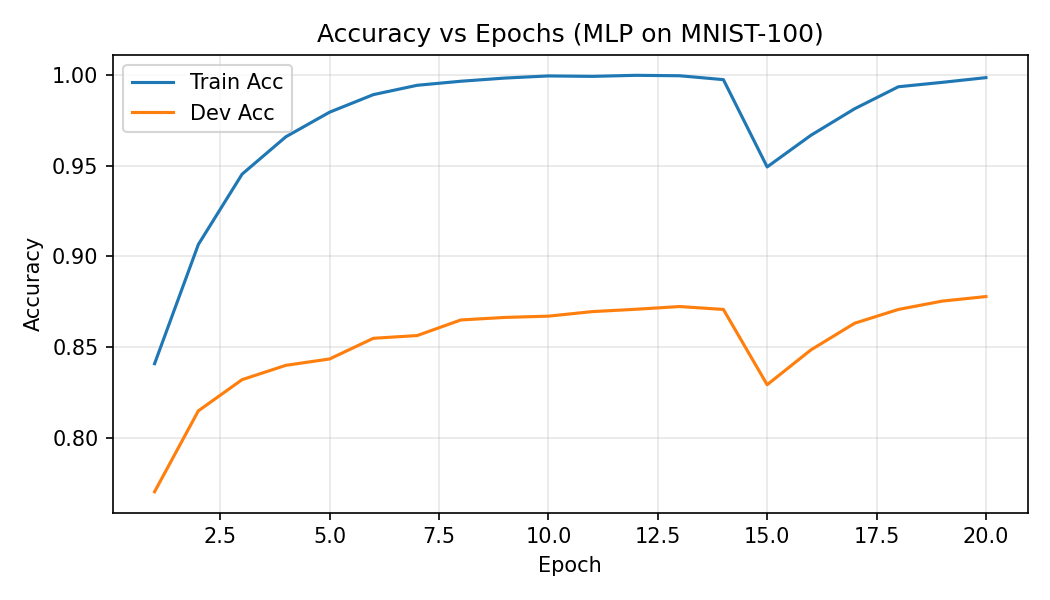 Accuracy vs Epochs (MLP on MNIST-100)
Train Acc
Dev Acc
1.00
0.95
0.90
0.85
0.80
Accuracy
2.5 5.0 7.5 10.0 12.5 15.0 17.5 20.0
Epoch